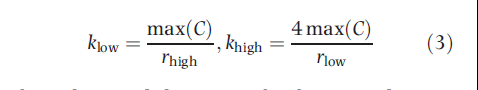 k_low = max(C) / r_high , k_high = 4 max(C) / r_low (3)